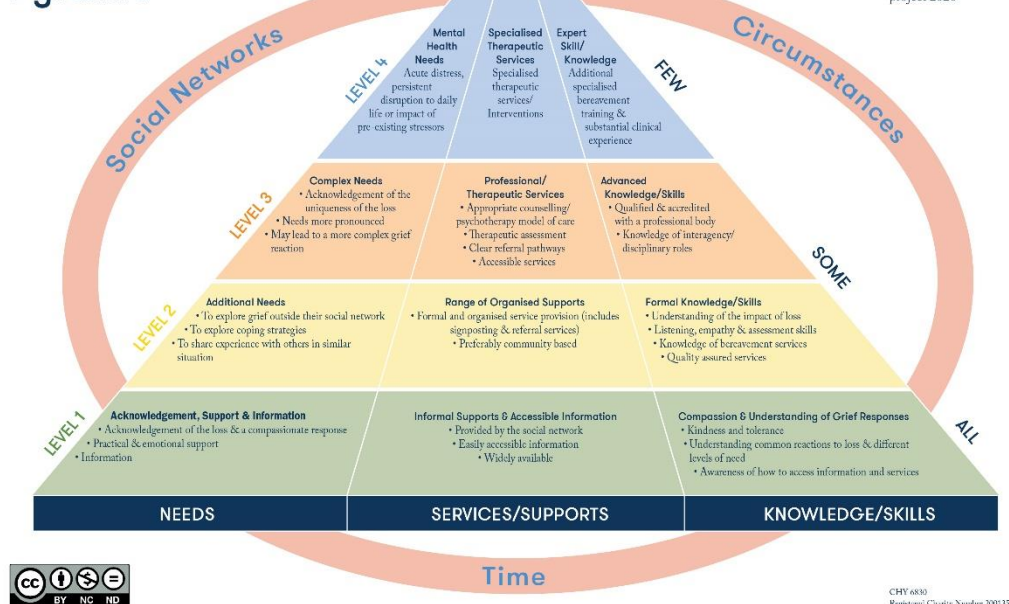 Social Networks
Circumstances
LEVEL 4
Mental
Health
Needs
Acute distress,
persistent
disruption to daily
life or impact of
pre-existing stressors
Specialised
Therapeutic
Services
Specialised
therapeutic
services/
Interventions
Expert
Skill/
Knowledge
Additional
specialised
bereavement
training &
substantial clinical
experience
FEW
LEVEL 3
Complex Needs
• Acknowledgement of the
uniqueness of the loss
• Needs more pronounced
• May lead to a more complex grief
reaction
Professional/
Therapeutic Services
• Appropriate counselling/
psychotherapy model of care
• Therapeutic assessment
• Clear referral pathways
• Accessible services
Advanced
Knowledge/Skills
• Qualified & accredited
with a professional body
• Knowledge of interagency/
disciplinary roles
SOME
LEVEL 2
Additional Needs
• To explore grief outside their social network
• To explore coping strategies
• To share experience with others in similar
situation
Range of Organised Supports
• Formal and organised service provision (includes
signposting & referral services)
• Preferably community based
Formal Knowledge/Skills
• Understanding of the impact of loss
• Listening, empathy & assessment skills
• Knowledge of bereavement services
• Quality assured services
LEVEL 1
Acknowledgement, Support & Information
• Acknowledgement of the loss & a compassionate response
• Practical & emotional support
• Information
Informal Supports & Accessible Information
• Provided by the social network
• Easily accessible information
• Widely available
Compassion & Understanding of Grief Responses
• Kindness and tolerance
• Understanding common reactions to loss & different
levels of need
• Awareness of how to access information and services
ALL
NEEDS
SERVICES/SUPPORTS
KNOWLEDGE/SKILLS
Time
cc
BY NC ND
CHY 6830
Registered Charity Number